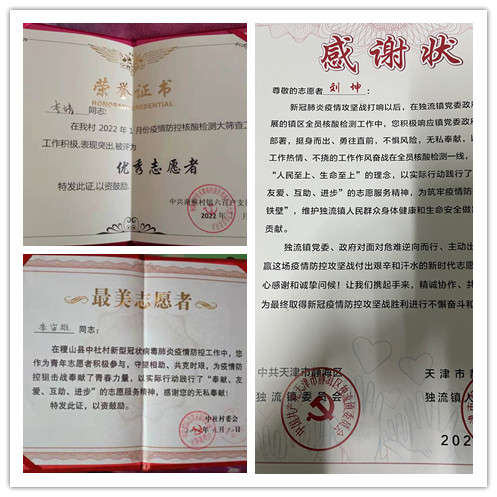 荣誉证书
HONOR CREDENTIAL
李婧 同志:
在我村2022年1月份疫情防控核酸检测大筛查工
工作积极,表现突出,被评为
优秀志愿者
特发此证,以资鼓励
2022年 月
最美志愿者
同志:
在稷山县中社村新型冠状病毒肺炎疫情防控工作中,您
作为青年志愿者积极参与,守望相助、共克时艰,为疫情防
控阻击战奉献了青春力量,以实际行动践行了“奉献、友
爱、互助、进步”的志愿服务精神,感谢您的无私奉献!
特发此证,以资鼓励。
中社村委会
感谢状
尊敬的志愿者 刘坤 :
新冠肺炎疫情攻坚战打响以后,在独流镇党委政府
展的镇区全员核酸检测工作中,您积极响应镇党委政府
部署,挺身而出、勇往直前,不惧风险,无私奉献,以
工作热情、不挠的工作作风奋战在全员核酸检测一线,
“人民至上、生命至上”的理念,以实际行动践行了“
友爱、互助、进步”的志愿服务精神,为筑牢疫情防
铁壁”,维护独流镇人民群众身体健康和生命安全做出
贡献。
独流镇党委、政府对面对危难逆向而行、主动出
赢这场疫情防控攻坚战付出艰辛和汗水的新时代志愿
心感谢和诚挚问候!让我们携起手来,精诚协作、共
为最终取得新冠疫情防控攻坚战胜利进行不懈奋斗和
中共天津市静海区 天津市
独流镇委员会 独流镇人
202